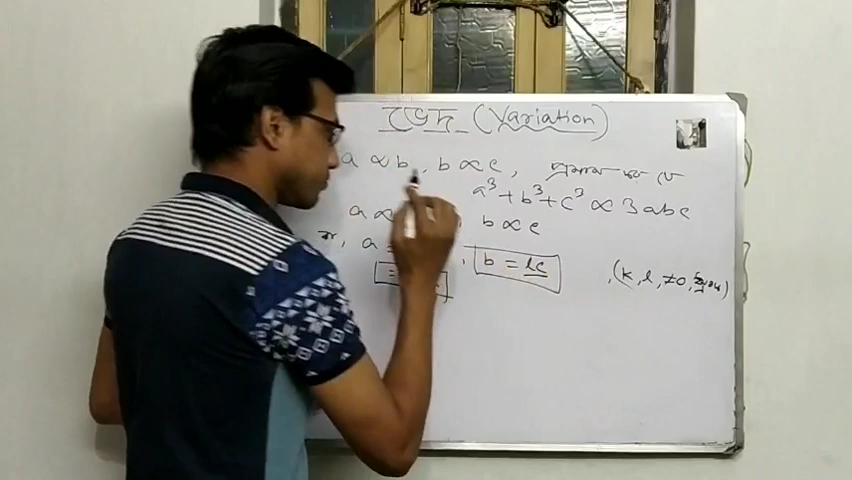 ভেদ (Variation)
a ∝ b, b ∝ c, প্রমাণ কর যে
a³ + b³ + c³ ∝ 3abc
a ∝ b ∝ c
বা, a = , b = lc , (k, l, ≠0, ধ্রুবক)
=